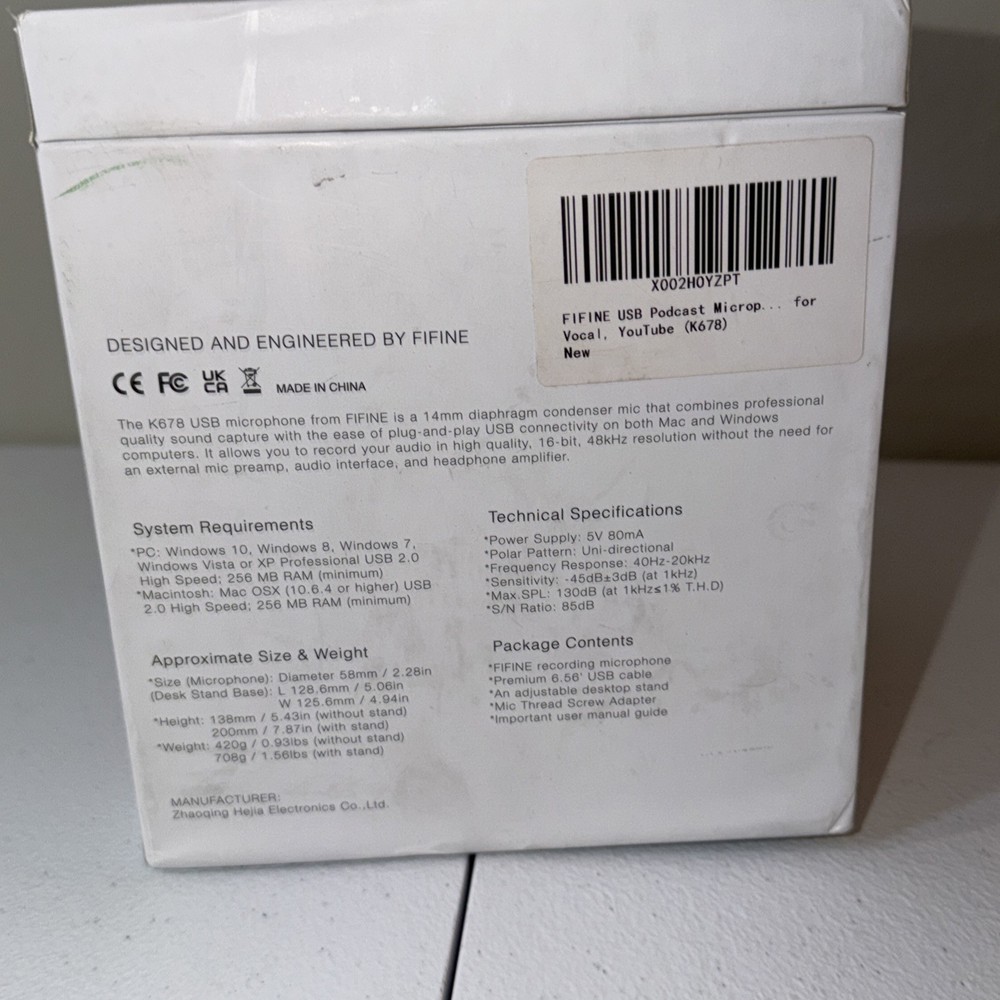 X002H0YZPT
FIFINE USB Podcast Microp... for
Vocal, YouTube (K678)
New
DESIGNED AND ENGINEERED BY FIFINE
CE FC UK CA MADE IN CHINA
The K678 USB microphone from FIFINE is a 14mm diaphragm condenser mic that combines professional
quality sound capture with the ease of plug-and-play USB connectivity on both Mac and Windows
computers. It allows you to record your audio in high quality, 16-bit, 48kHz resolution without the need for
an external mic preamp, audio interface, and headphone amplifier.
System Requirements
*PC: Windows 10, Windows 8, Windows 7,
Windows Vista or XP Professional USB 2.0
High Speed; 256 MB RAM (minimum)
*Macintosh: Mac OSX (10.6.4 or higher) USB
2.0 High Speed; 256 MB RAM (minimum)
Technical Specifications
*Power Supply: 5V 80mA
*Polar Pattern: Uni-directional
*Frequency Response: 40Hz-20kHz
*Sensitivity: -45dB±3dB (at 1kHz)
*Max.SPL: 130dB (at 1kHz≤1% T.H.D)
*S/N Ratio: 85dB
Approximate Size & Weight
*Size (Microphone): Diameter 58mm / 2.28in
(Desk Stand Base): L 128.6mm / 5.06in
W 125.6mm / 4.94in
*Height: 138mm / 5.43in (without stand)
200mm / 7.87in (with stand)
*Weight: 420g / 0.93lbs (without stand)
708g / 1.56lbs (with stand)
Package Contents
*FIFINE recording microphone
*Premium 6.56' USB cable
*An adjustable desktop stand
*Mic Thread Screw Adapter
*Important user manual guide
MANUFACTURER:
Zhaoqing Hejia Electronics Co.,Ltd.